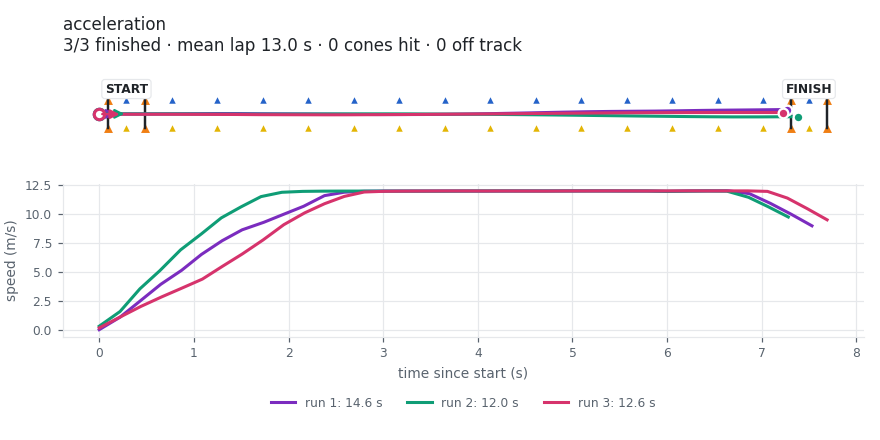 acceleration
3/3 finished · mean lap 13.0 s · 0 cones hit · 0 off track
START
FINISH
12.5
10.0
7.5
5.0
2.5
0.0
speed (m/s)
0 1 2 3 4 5 6 7 8
time since start (s)
run 1: 14.6 s run 2: 12.0 s run 3: 12.6 s